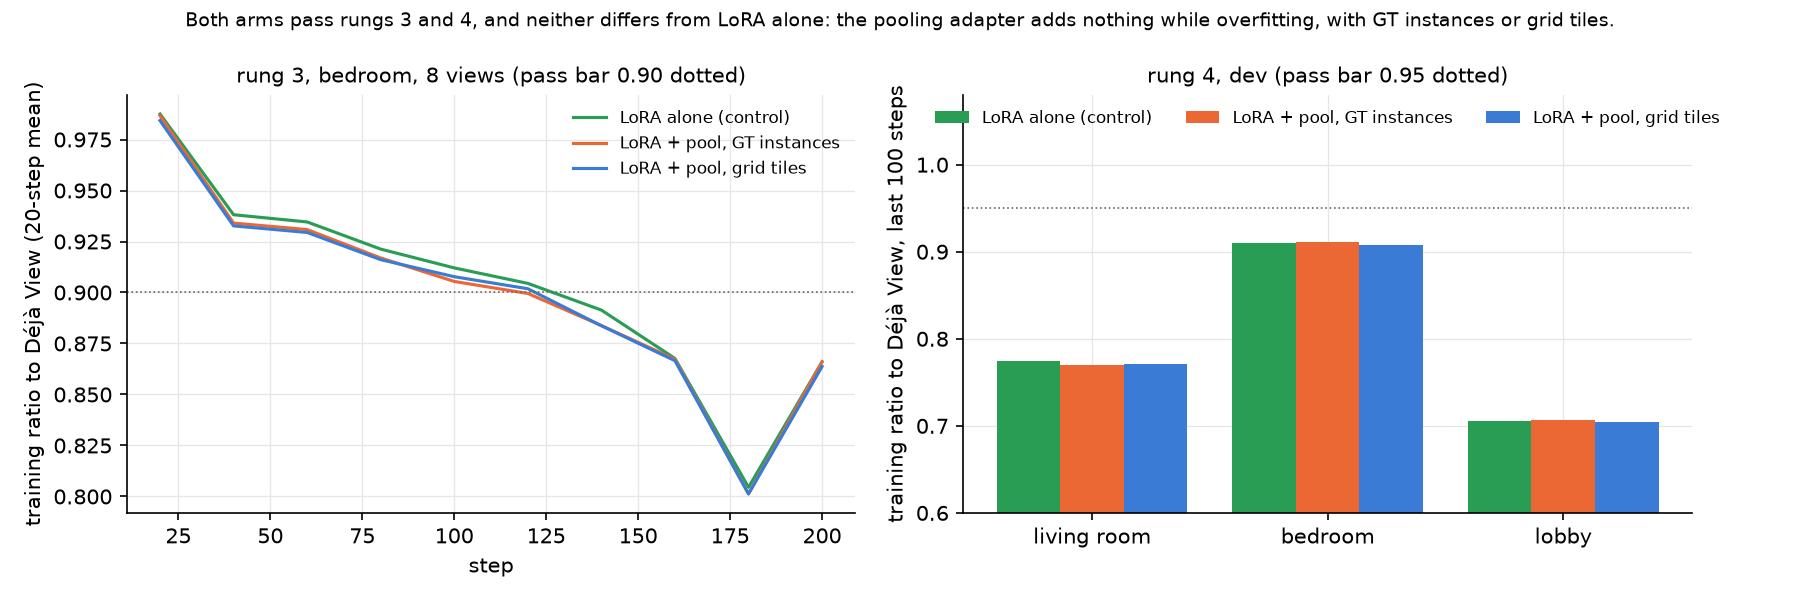 Both arms pass rungs 3 and 4, and neither differs from LoRA alone: the pooling adapter adds nothing while overfitting, with GT instances or grid tiles.
rung 3, bedroom, 8 views (pass bar 0.90 dotted)
training ratio to Déjà View (20-step mean)
LoRA alone (control)
LoRA + pool, GT instances
LoRA + pool, grid tiles
0.975
0.950
0.925
0.900
0.875
0.850
0.825
0.800
25 50 75 100 125 150 175 200
step
rung 4, dev (pass bar 0.95 dotted)
training ratio to Déjà View, last 100 steps
LoRA alone (control) LoRA + pool, GT instances LoRA + pool, grid tiles
1.0
0.9
0.8
0.7
0.6
living room bedroom lobby